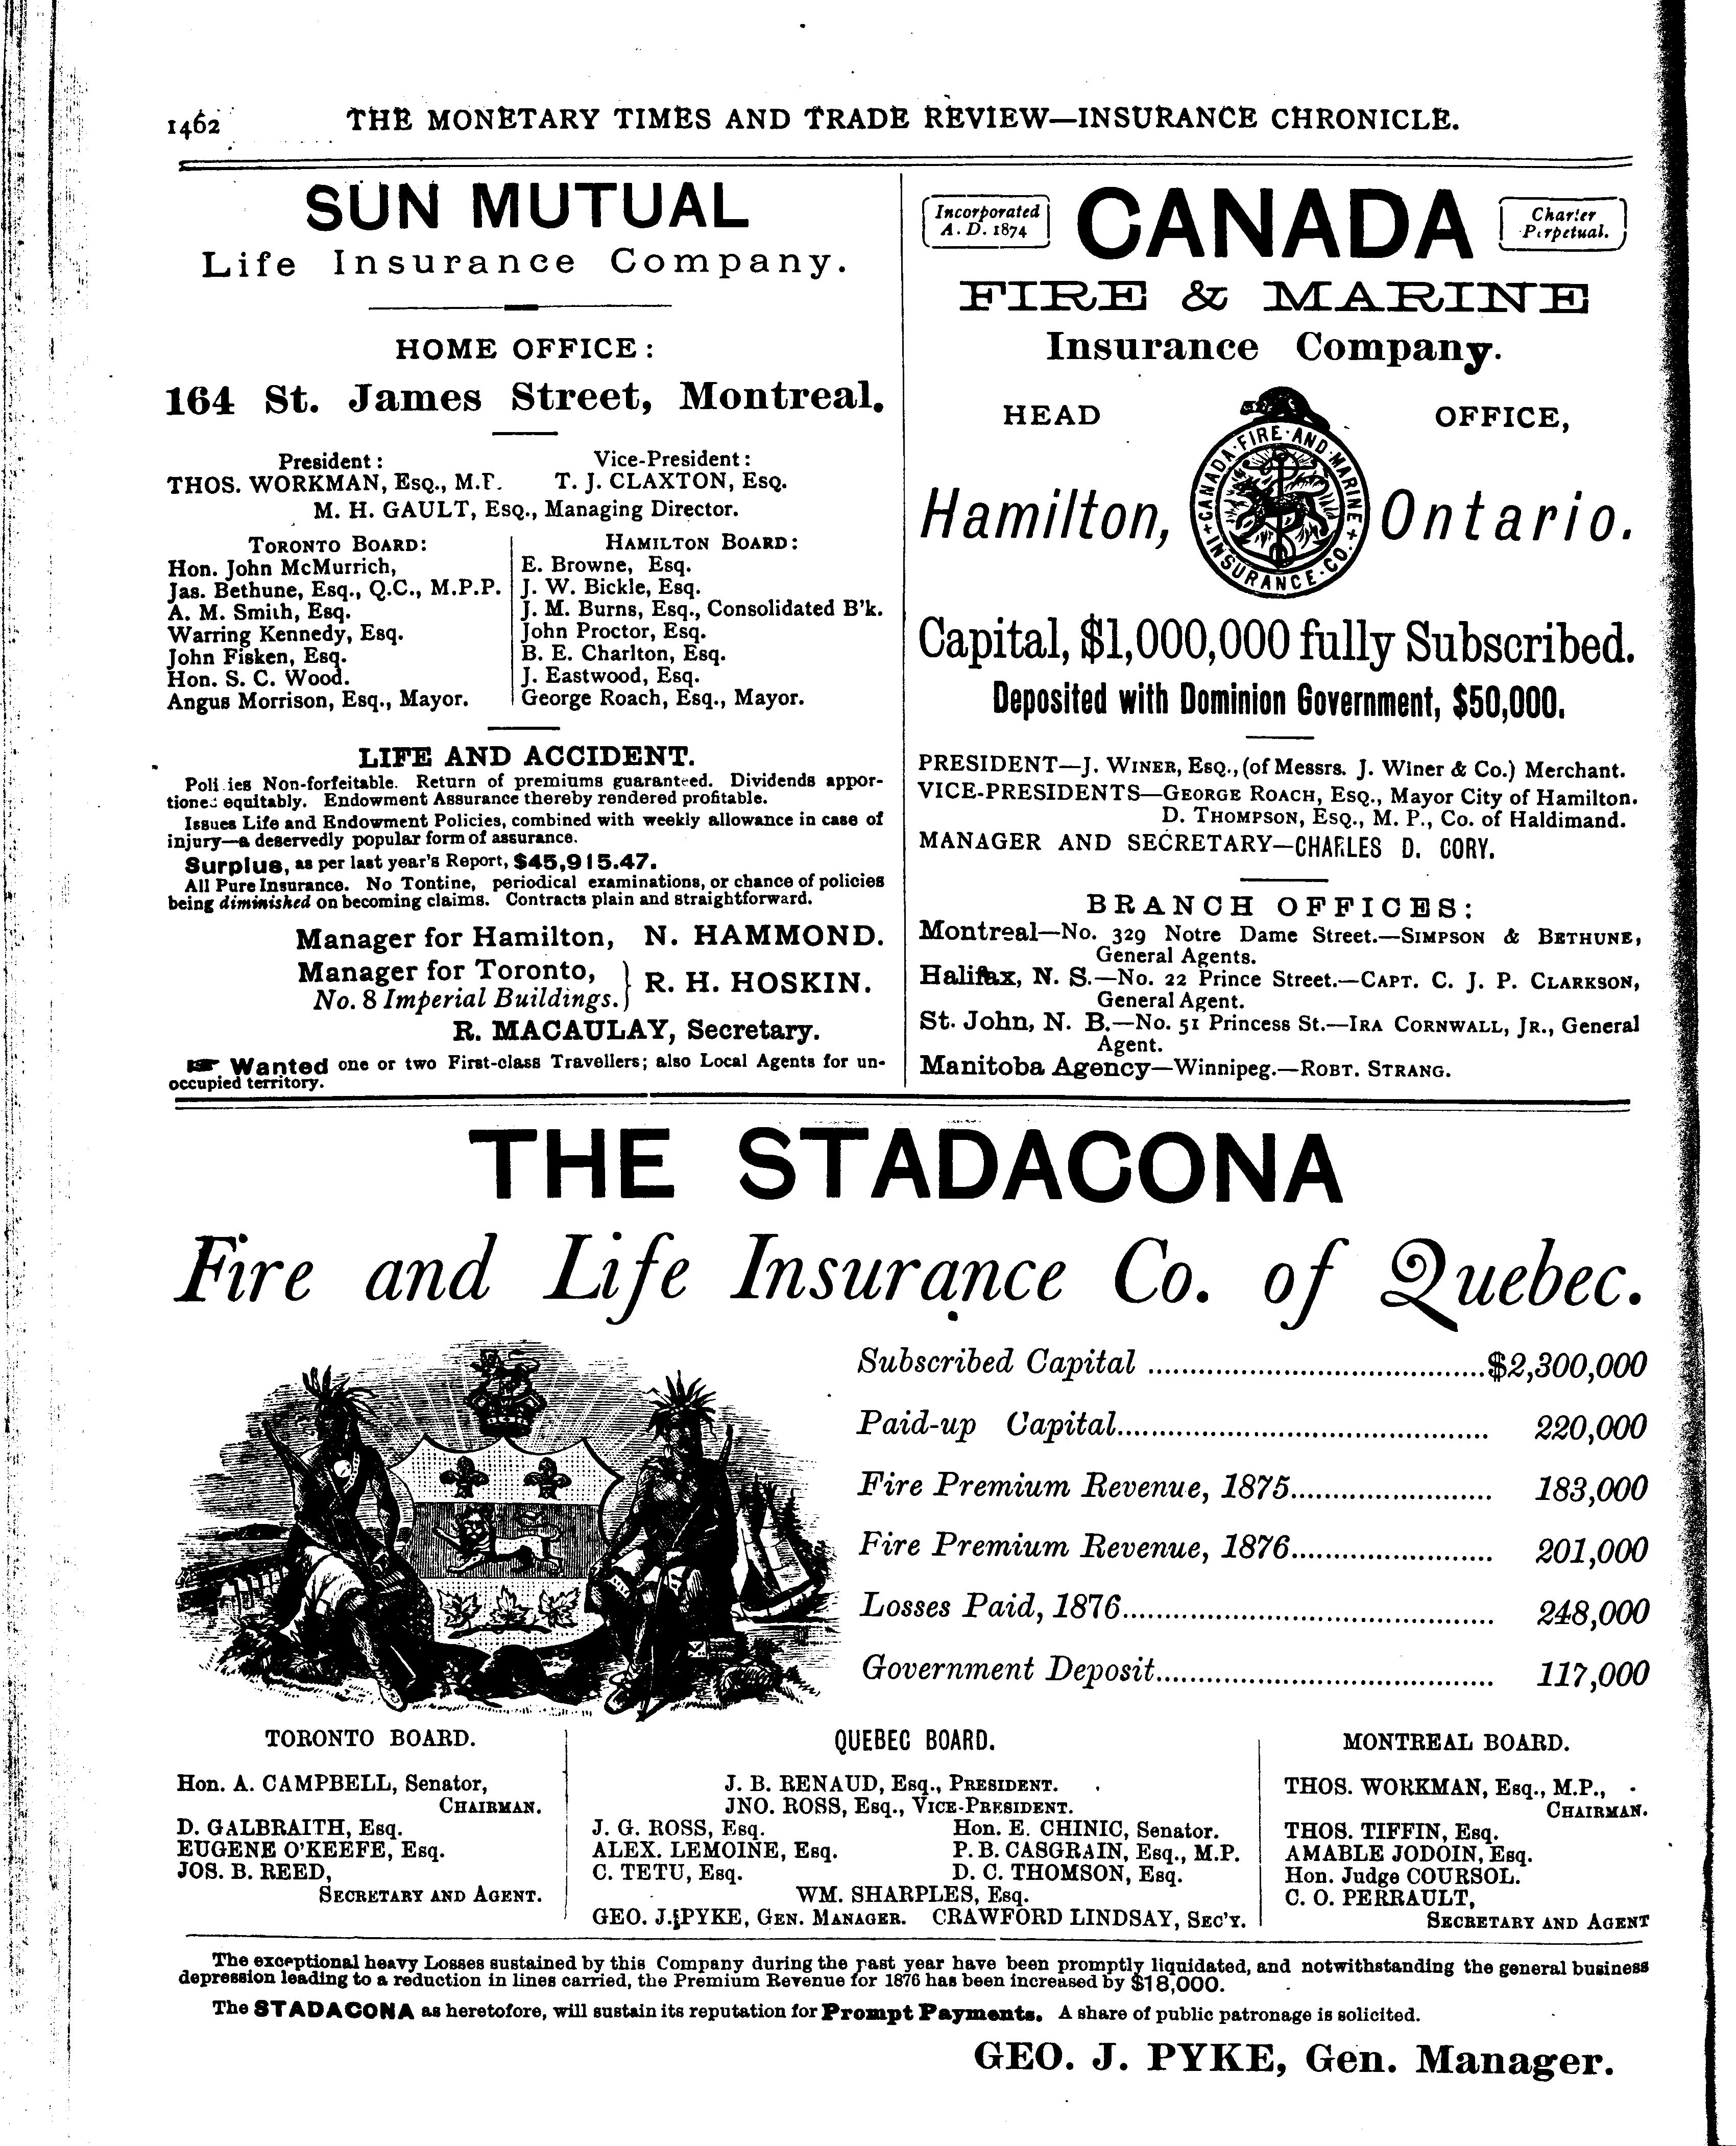 1462
THE MONETARY TIMES AND TRADE REVIEW—INSURANCE CHRONICLE.
SUN MUTUAL
Life Insurance Company.
HOME OFFICE:
164 St. James Street, Montreal.
President:
THOS. WORKMAN, Esq., M.P.
Vice-President:
T. J. CLAXTON, Esq.
M. H. GAULT, Esq., Managing Director.
Toronto Board:
Hon. John McMurrich,
Jas. Bethune, Esq., Q.C., M.P.P.
A. M. Smith, Esq.
Warring Kennedy, Esq.
John Fisken, Esq.
Hon. S. C. Wood.
Angus Morrison, Esq., Mayor.
Hamilton Board:
E. Browne, Esq.
J. W. Bickle, Esq.
J. M. Burns, Esq., Consolidated B'k.
John Proctor, Esq.
B. E. Charlton, Esq.
J. Eastwood, Esq.
George Roach, Esq., Mayor.
LIFE AND ACCIDENT.
Policies Non-forfeitable. Return of premiums guaranteed. Dividends appor-
tioned equitably. Endowment Assurance thereby rendered profitable.
Issues Life and Endowment Policies, combined with weekly allowance in case of
injury—a deservedly popular form of assurance.
Surplus, as per last year's Report, $45,915.47.
All Pure Insurance. No Tontine, periodical examinations, or chance of policies
being diminished on becoming claims. Contracts plain and straightforward.
Manager for Hamilton, N. HAMMOND.
Manager for Toronto,
No. 8 Imperial Buildings. } R. H. HOSKIN.
R. MACAULAY, Secretary.
☞ Wanted one or two First-class Travellers; also Local Agents for un-
occupied territory.
Incorporated
A. D. 1874
CANADA
Charter
Perpetual.
FIRE & MARINE
Insurance Company.
HEAD OFFICE,
CANADA·FIRE·AND·MARINE
+INSURANCE·CO.+
Hamilton, Ontario.
Capital, $1,000,000 fully Subscribed.
Deposited with Dominion Government, $50,000.
PRESIDENT—J. Winer, Esq., (of Messrs. J. Winer & Co.) Merchant.
VICE-PRESIDENTS—George Roach, Esq., Mayor City of Hamilton.
D. Thompson, Esq., M. P., Co. of Haldimand.
MANAGER AND SECRETARY—CHARLES D. CORY.
BRANCH OFFICES:
Montreal—No. 329 Notre Dame Street.—Simpson & Bethune,
General Agents.
Halifax, N. S.—No. 22 Prince Street.—Capt. C. J. P. Clarkson,
General Agent.
St. John, N. B.—No. 51 Princess St.—Ira Cornwall, Jr., General
Agent.
Manitoba Agency—Winnipeg.—Robt. Strang.
THE STADACONA
Fire and Life Insurance Co. of Quebec.
Subscribed Capital ........................................$2,300,000
Paid-up Capital............................................ 220,000
Fire Premium Revenue, 1875........................ 183,000
Fire Premium Revenue, 1876........................ 201,000
Losses Paid, 1876............................................ 248,000
Government Deposit........................................ 117,000
TORONTO BOARD.
Hon. A. CAMPBELL, Senator,
Chairman.
D. GALBRAITH, Esq.
EUGENE O'KEEFE, Esq.
JOS. B. REED,
Secretary and Agent.
QUEBEC BOARD.
J. B. RENAUD, Esq., President.
JNO. ROSS, Esq., Vice-President.
J. G. ROSS, Esq. Hon. E. CHINIC, Senator.
ALEX. LEMOINE, Esq. P. B. CASGRAIN, Esq., M.P.
C. TETU, Esq. D. C. THOMSON, Esq.
WM. SHARPLES, Esq.
GEO. J. PYKE, Gen. Manager. CRAWFORD LINDSAY, Sec'y.
MONTREAL BOARD.
THOS. WORKMAN, Esq., M.P.,
Chairman.
THOS. TIFFIN, Esq.
AMABLE JODOIN, Esq.
Hon. Judge COURSOL.
C. O. PERRAULT,
Secretary and Agent
The exceptional heavy Losses sustained by this Company during the past year have been promptly liquidated, and notwithstanding the general business
depression leading to a reduction in lines carried, the Premium Revenue for 1876 has been increased by $18,000.
The STADACONA as heretofore, will sustain its reputation for Prompt Payments. A share of public patronage is solicited.
GEO. J. PYKE, Gen. Manager.